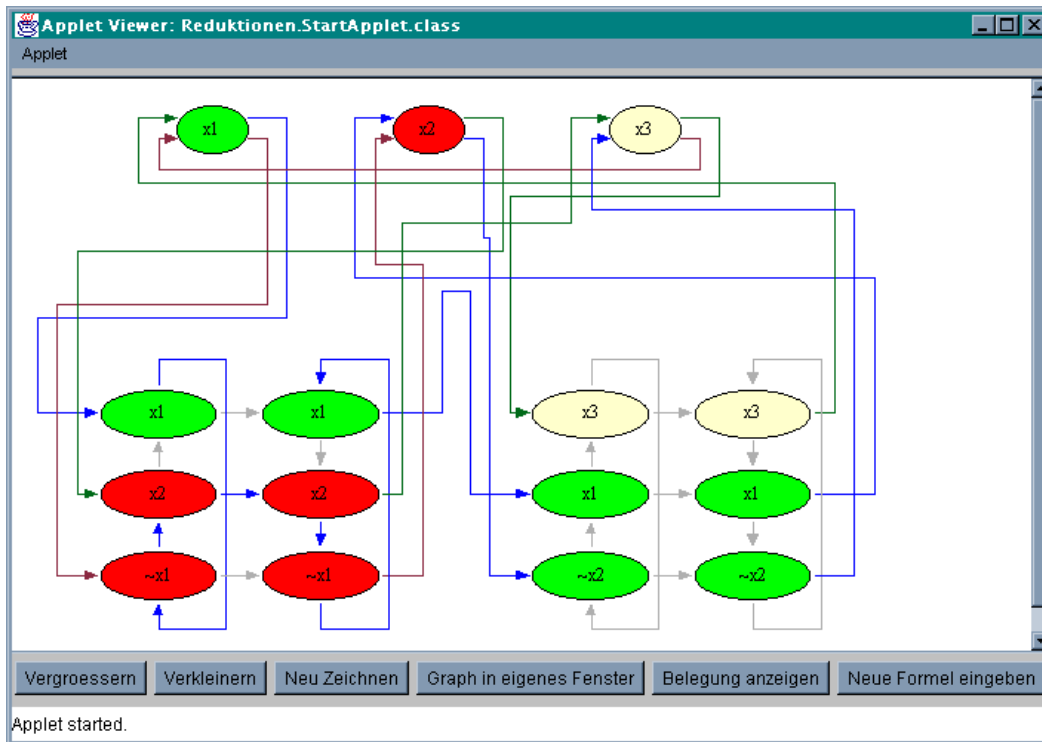 Applet Viewer: Reduktionen.StartApplet.class
Applet
x1 x2 x3
x1 x1 x3 x3
x2 x2 x1 x1
~x1 ~x1 ~x2 ~x2
Vergroessern Verkleinern Neu Zeichnen Graph in eigenes Fenster Belegung anzeigen Neue Formel eingeben
Applet started.